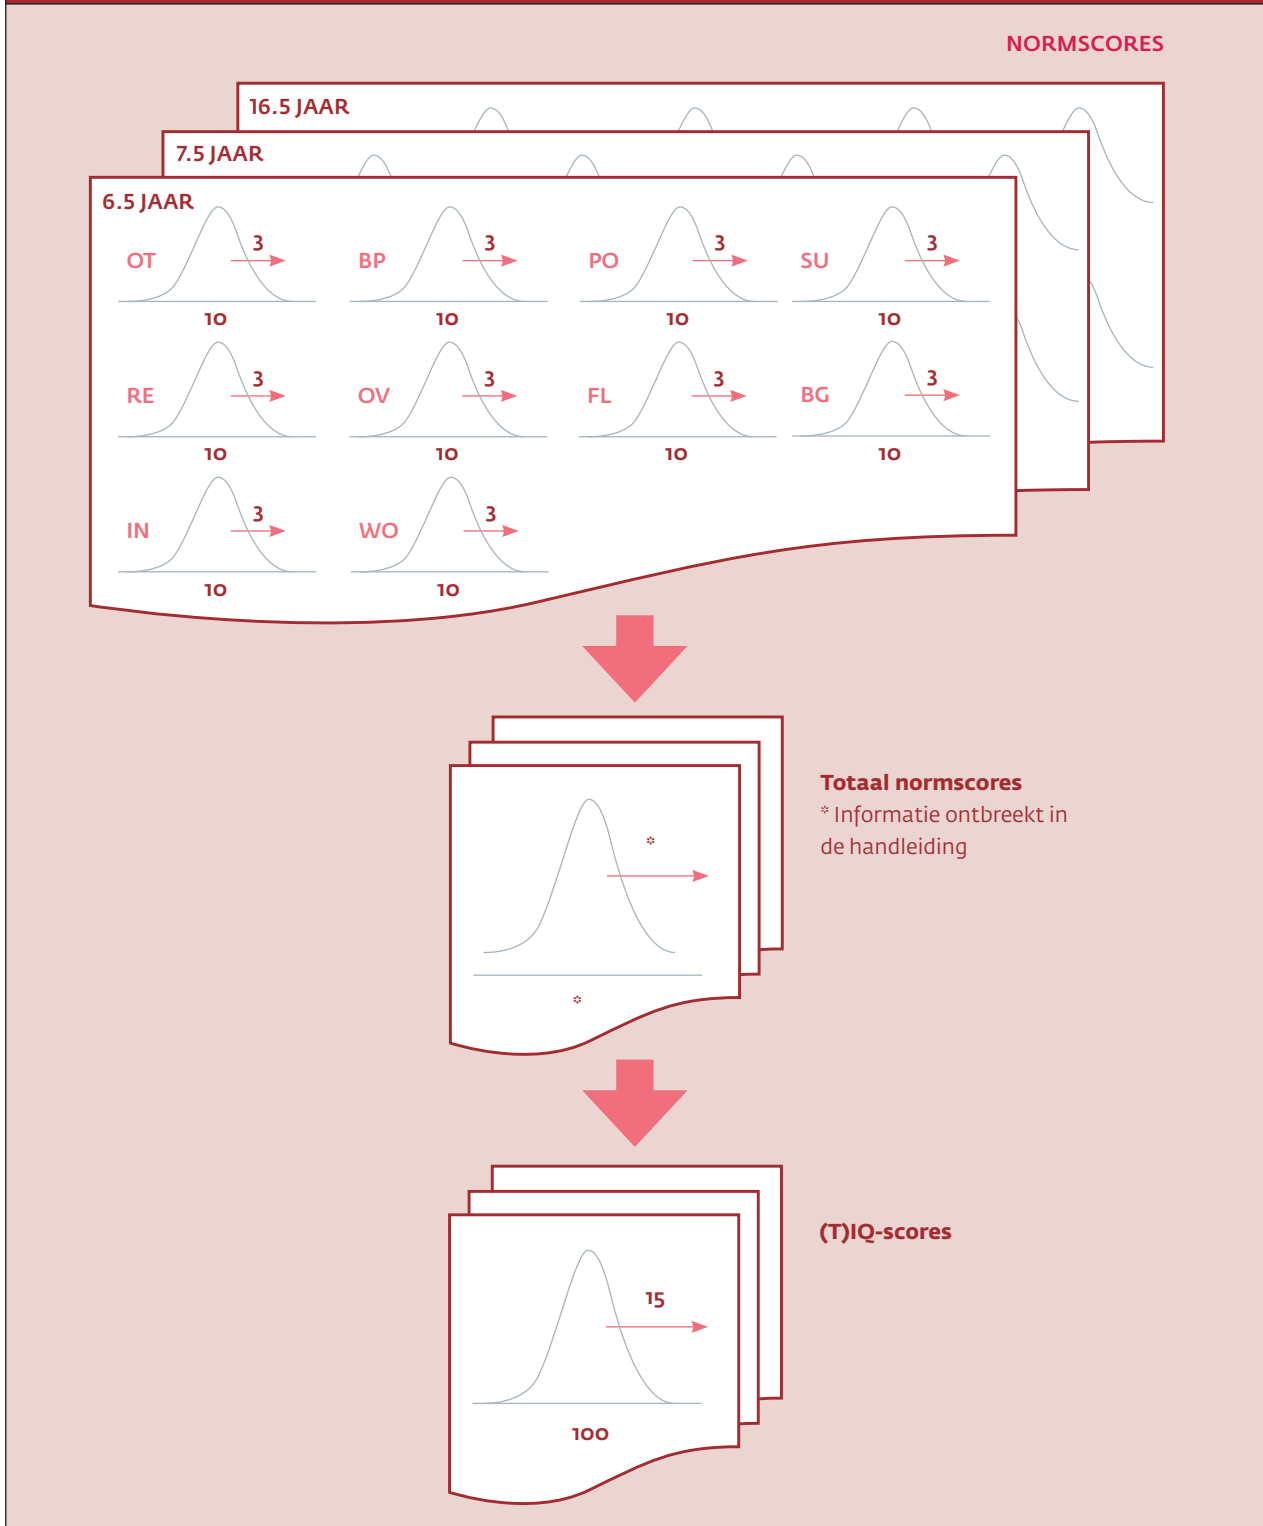 NORMSCORES
16.5 JAAR
7.5 JAAR
6.5 JAAR
OT 3 BP 3 PO 3 SU 3
10 10 10 10
RE 3 OV 3 FL 3 BG 3
10 10 10 10
IN 3 WO 3
10 10
Totaal normscores
* Informatie ontbreekt in
de handleiding
*
*
(T)IQ-scores
15
100